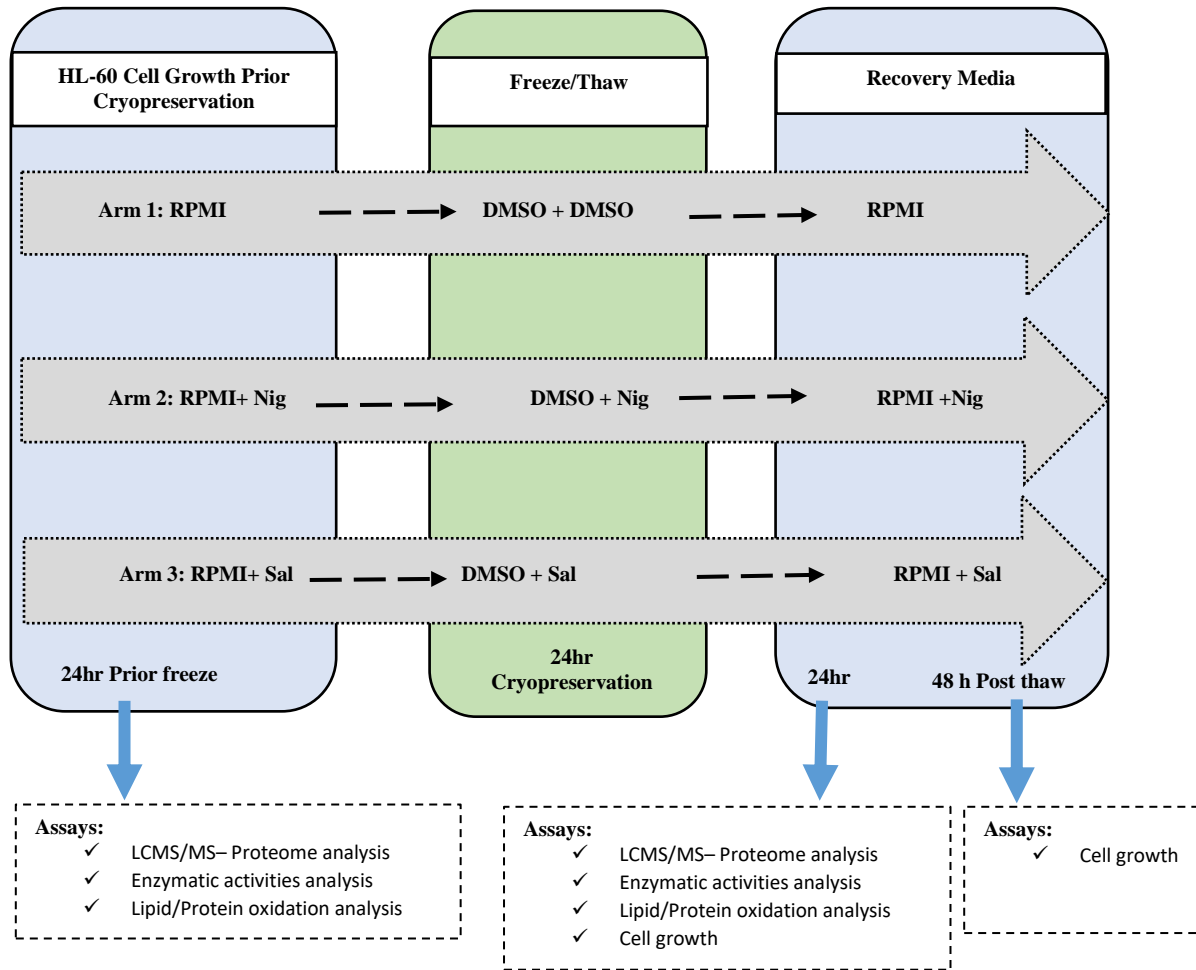 HL-60 Cell Growth Prior
Cryopreservation
Freeze/Thaw
Recovery Media
Arm 1: RPMI
DMSO + DMSO
RPMI
Arm 2: RPMI+ Nig
DMSO + Nig
RPMI +Nig
Arm 3: RPMI+ Sal
DMSO + Sal
RPMI + Sal
24hr Prior freeze
24hr
Cryopreservation
24hr
48 h Post thaw
Assays:
✓ LCMS/MS– Proteome analysis
✓ Enzymatic activities analysis
✓ Lipid/Protein oxidation analysis
Assays:
✓ LCMS/MS– Proteome analysis
✓ Enzymatic activities analysis
✓ Lipid/Protein oxidation analysis
✓ Cell growth
Assays:
✓ Cell growth